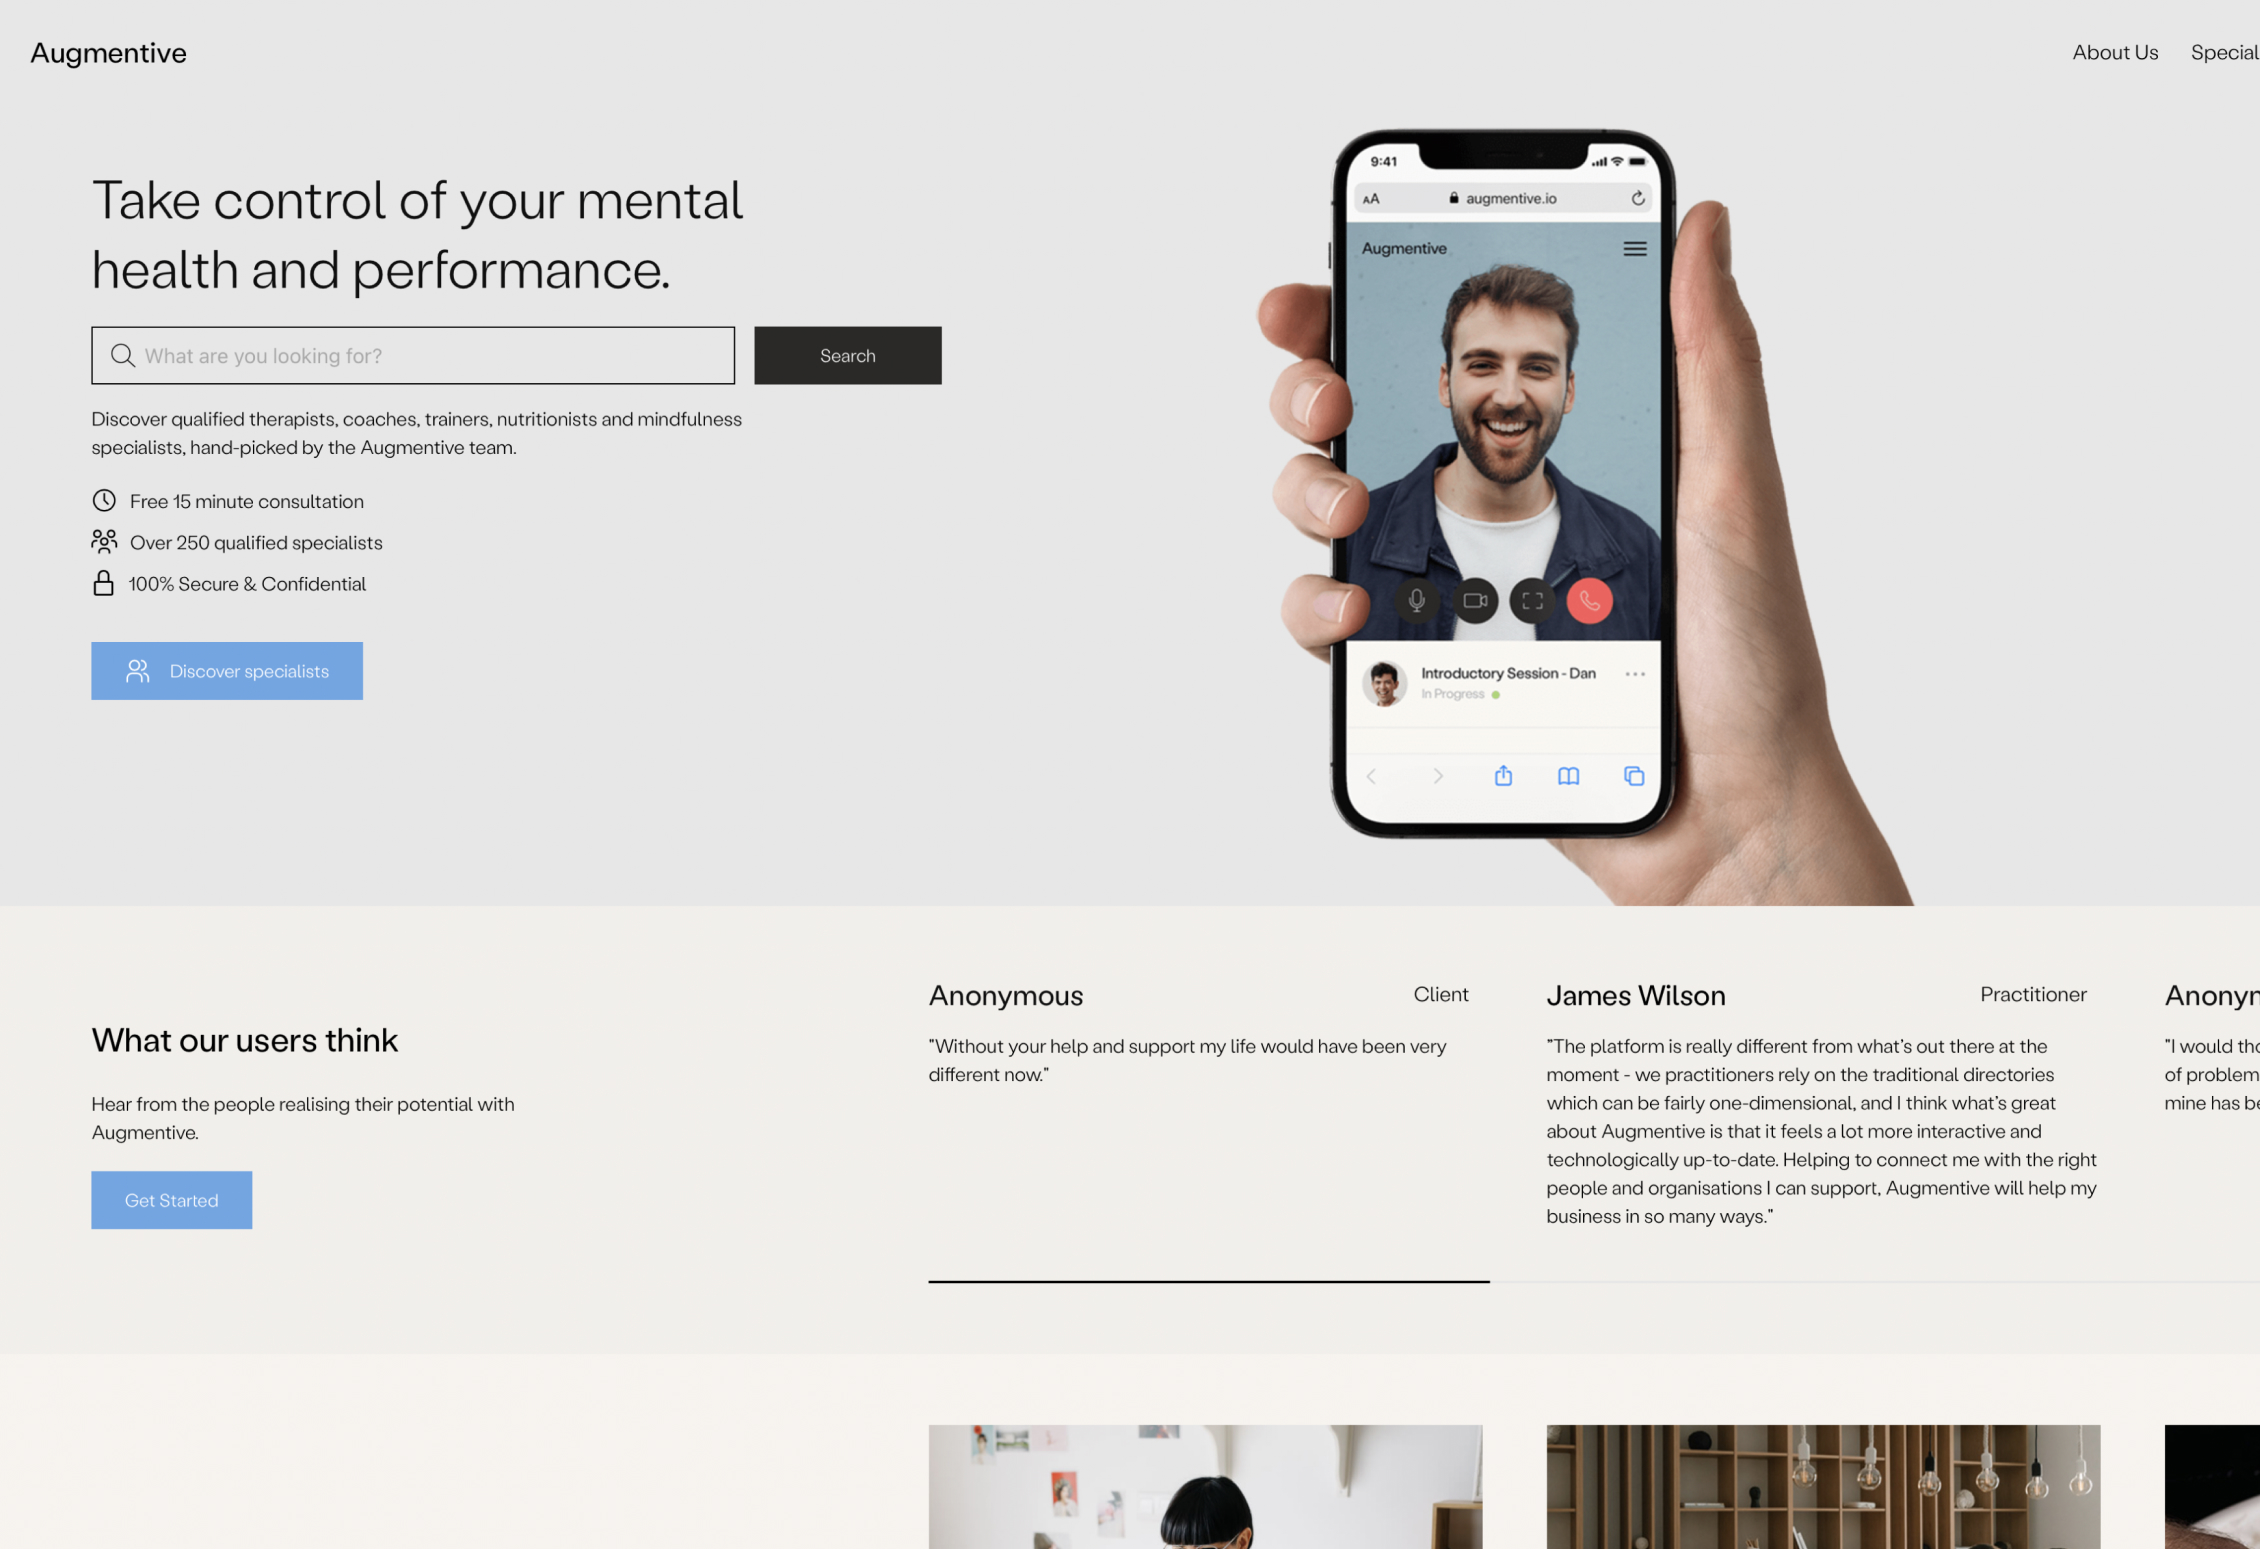 Augmentive
About Us
Take control of your mental
health and performance.
What are you looking for?
Search
Discover qualified therapists, coaches, trainers, nutritionists and mindfulness
specialists, hand-picked by the Augmentive team.
Free 15 minute consultation
Over 250 qualified specialists
100% Secure & Confidential
Discover specialists
9:41
AA
augmentive.io
Augmentive
Introductory Session - Dan
In Progress
What our users think
Hear from the people realising their potential with
Augmentive.
Get Started
Anonymous
Client
"Without your help and support my life would have been very
different now."
James Wilson
Practitioner
"The platform is really different from what's out there at the
moment - we practitioners rely on the traditional directories
which can be fairly one-dimensional, and I think what's great
about Augmentive is that it feels a lot more interactive and
technologically up-to-date. Helping to connect me with the right
people and organisations I can support, Augmentive will help my
business in so many ways."
"I would
of problem
mine has